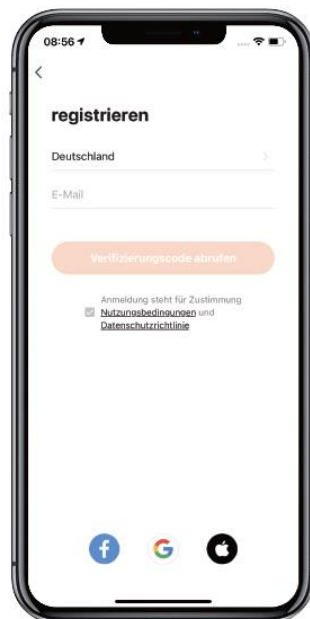 08:56
registrieren
Deutschland
E-Mail
Verifizierungscode abrufen
Anmeldung steht für Zustimmung
Nutzungsbedingungen und
Datenschutzrichtlinie